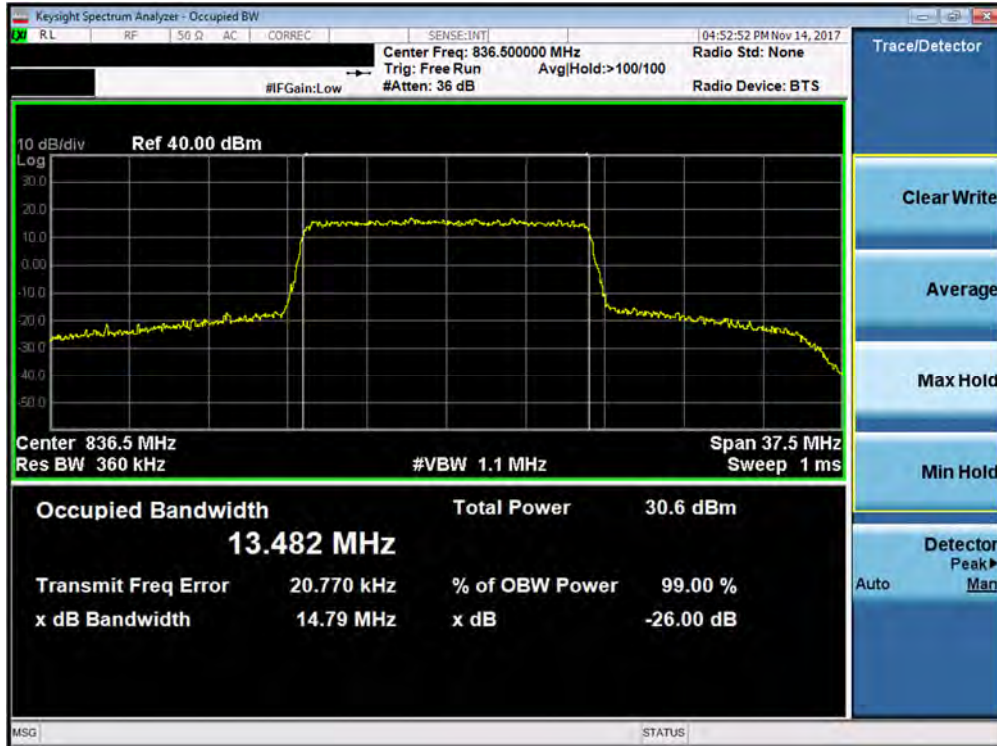 Keysight Spectrum Analyzer - Occupied BW
LXI RL RF 50 Ω AC CORREC SENSE:INT 04:52:52 PM Nov 14, 2017
Center Freq: 836.500000 MHz Radio Std: None
Trig: Free Run Avg|Hold:>100/100
#IFGain:Low #Atten: 36 dB Radio Device: BTS
Trace/Detector
10 dB/div Ref 40.00 dBm
Log
30.0
20.0
10.0
0.00
-10.0
-20.0
-30.0
-40.0
-50.0
Center 836.5 MHz Span 37.5 MHz
Res BW 360 kHz #VBW 1.1 MHz Sweep 1 ms
Occupied Bandwidth Total Power 30.6 dBm
13.482 MHz
Transmit Freq Error 20.770 kHz % of OBW Power 99.00 %
x dB Bandwidth 14.79 MHz x dB -26.00 dB
Clear Write
Average
Max Hold
Min Hold
Detector
Peak▶
Auto Man
MSG STATUS